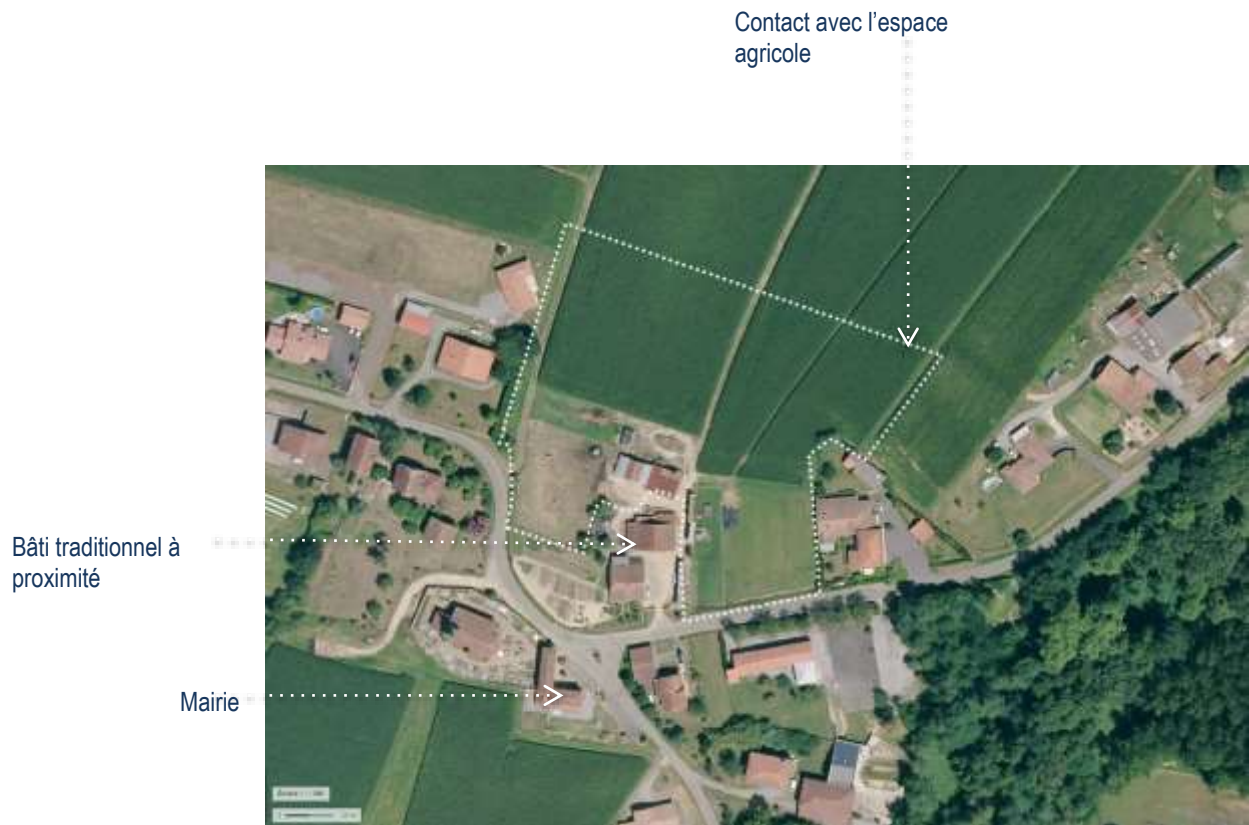 Contact avec l’espace
agricole
Bâti traditionnel à
proximité
Mairie